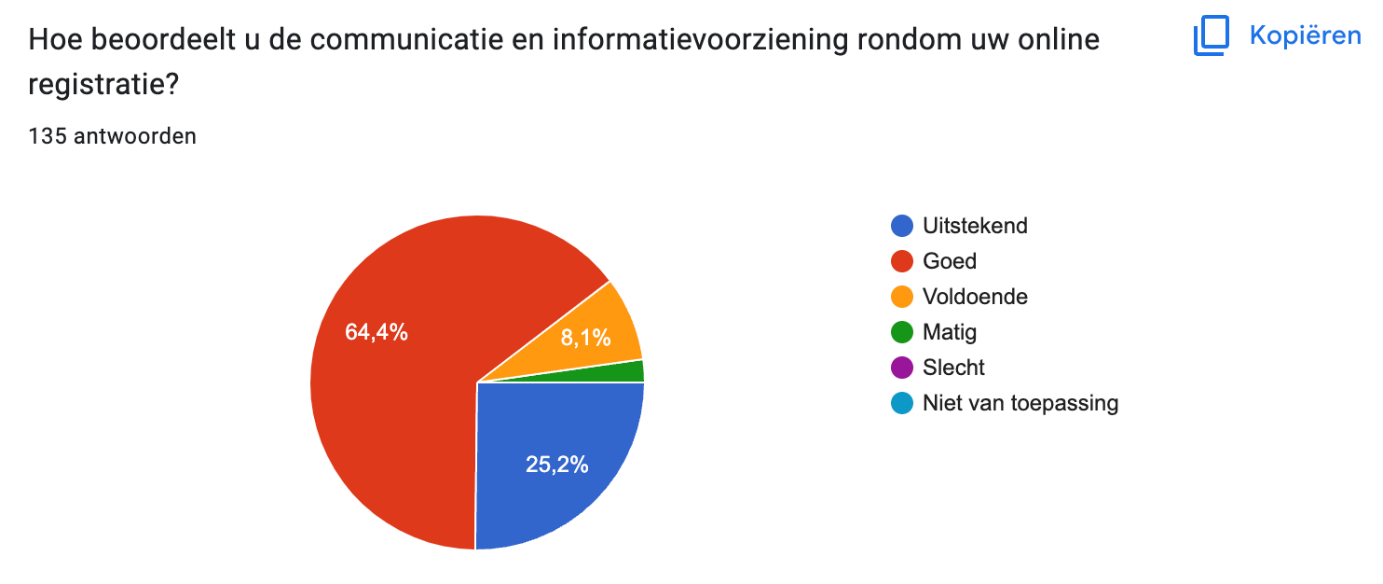 Hoe beoordeelt u de communicatie en informatievoorziening rondom uw online
registratie?
Kopiëren
135 antwoorden
64,4%
8,1%
25,2%
Uitstekend
Goed
Voldoende
Matig
Slecht
Niet van toepassing